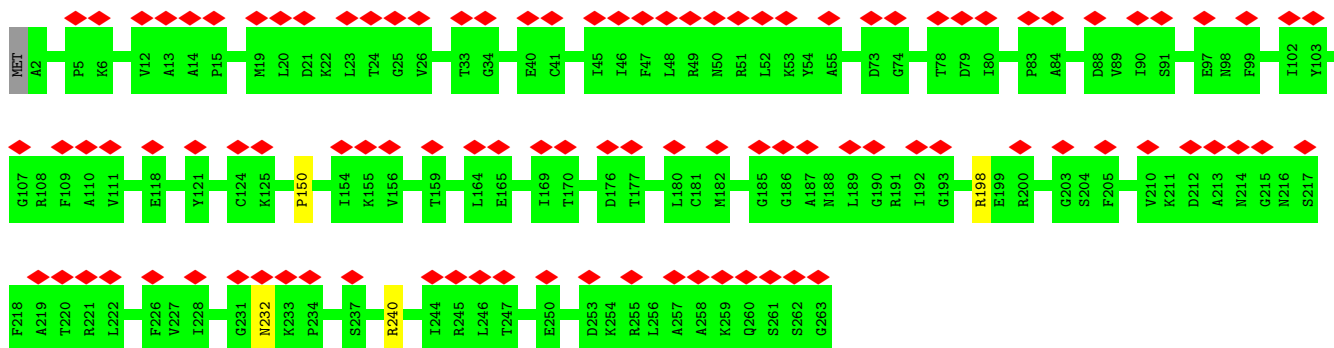 MET A2 P5 K6 V12 A13 A14 P15 M19 L20 D21 K22 L23 T24 G25 V26 T33 G34 E40 C41 I45 I46 F47 L48 R49 N50 R51 L52 K53 Y54 A55 D73 G74 T78 D79 I80 P83 A84 D88 V89 I90 S91 E97 N98 F99 I102 Y103
G107 R108 F109 A110 V111 E118 Y121 C124 K125 P150 I154 K155 V156 T159 L164 E165 I169 T170 D176 T177 L180 C181 M182 G185 G186 A187 N188 L189 G190 R191 I192 G193 R198 E199 R200 G203 S204 F205 V210 K211 D212 A213 N214 G215 N216 S217
F218 A219 T220 R221 L222 F226 V227 I228 G231 N232 K233 P234 S237 R240 I244 R245 L246 T247 E250 D253 K254 R255 L256 A257 A258 K259 Q260 S261 S262 G263